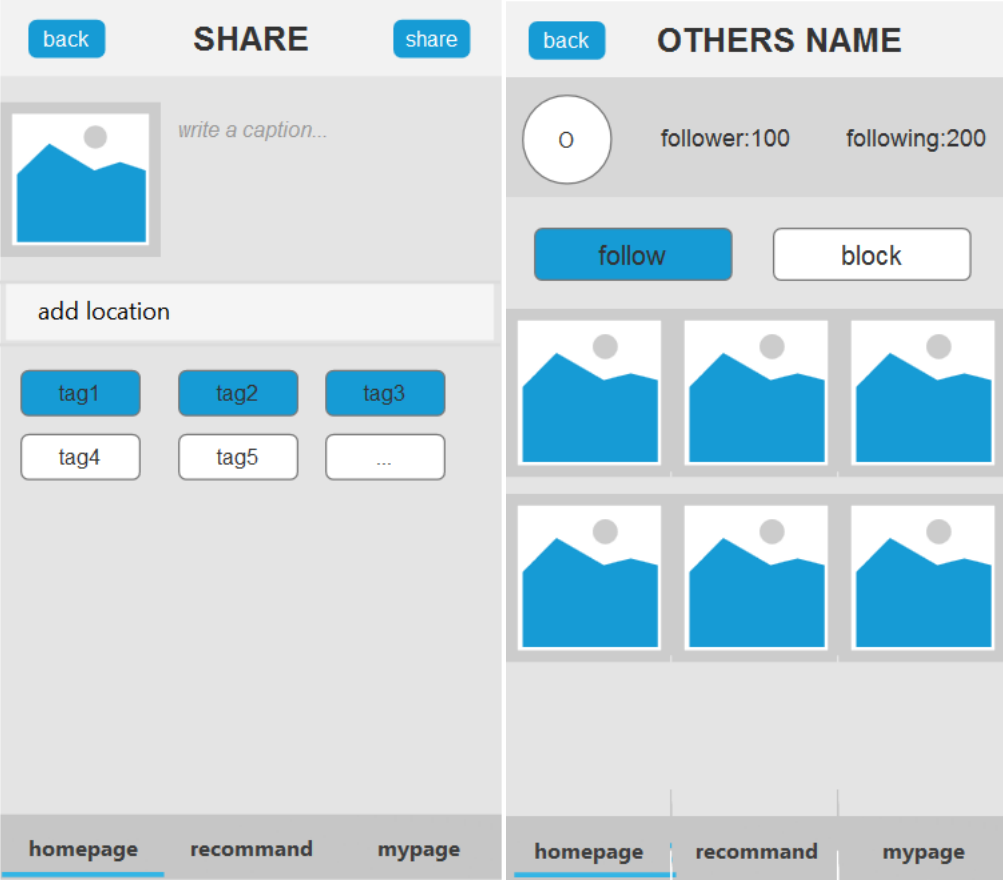 back SHARE share
write a caption...
add location
tag1 tag2 tag3
tag4 tag5 ...
homepage recommand mypage
back OTHERS NAME
O follower:100 following:200
follow block
homepage recommand mypage